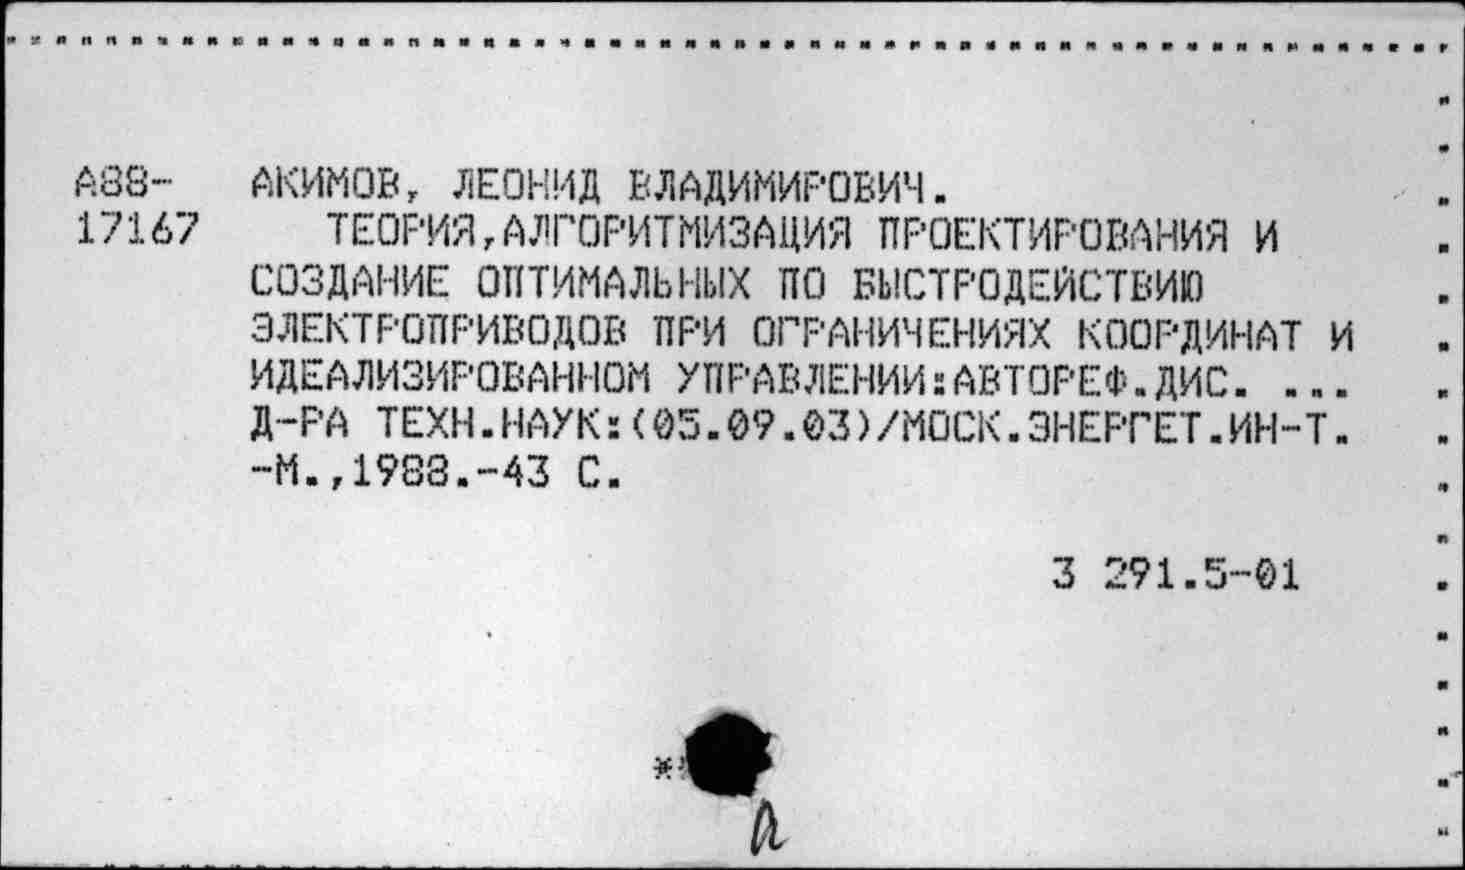 А88- АКИМОВ, ЛЕОНИД ВЛАДИМИРОВИЧ.
17167 ТЕОРИЯ,АЛГОРИТМИЗАЦИЯ ПРОЕКТИРОВАНИЯ И
СОЗДАНИЕ ОПТИМАЛЬНЫХ ПО БЫСТРОДЕЙСТВИЮ
ЭЛЕКТРОПРИВОДОВ ПРИ ОГРАНИЧЕНИЯХ КООРДИНАТ И
ИДЕАЛИЗИРОВАННОМ УПРАВЛЕНИИ:АВТОРЕФ.ДИС. ...
Д-РА ТЕХН.НАУК:(05.09.03)/МОСК.ЭНЕРГЕТ.ИН-Т.
-М.,1988.-43 С.
3 291.5-01
*
А